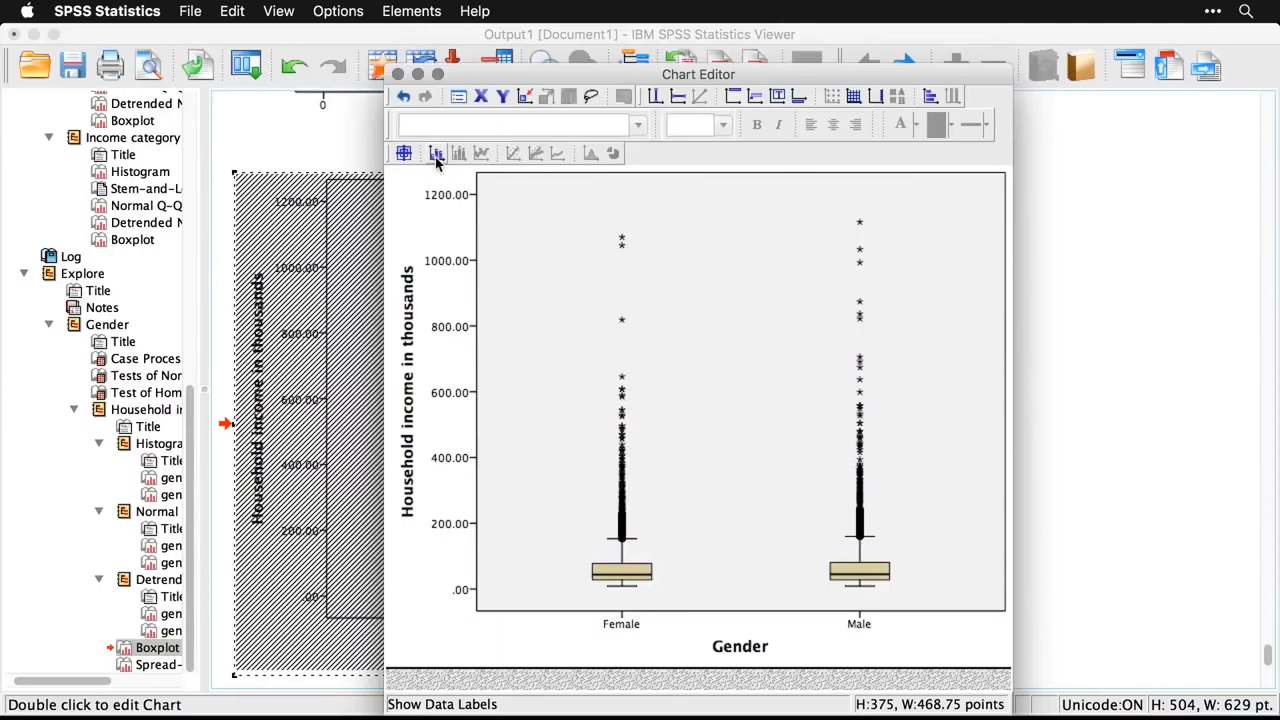 SPSS Statistics File Edit View Options Elements Help
Output1 [Document1] - IBM SPSS Statistics Viewer
Chart Editor
X Y
B I A
Detrended N
Boxplot
Income category
Title
Histogram
Stem-and-L
Normal Q-Q
Detrended N
Boxplot
Log
Explore
Title
Notes
Gender
Title
Case Proces
Tests of Nor
Test of Hom
Household in
Title
Histogra
Title
gen
gen
Normal
Title
gen
gen
Detrend
Title
gen
gen
Boxplot
Spread-
0
1200.00
1000.00
800.00
600.00
400.00
200.00
.00
Household income in thousands
1200.00
1000.00
800.00
600.00
400.00
200.00
.00
Household income in thousands
Female Male
Gender
Show Data Labels H:375, W:468.75 points
Double click to edit Chart Unicode:ON H: 504, W: 629 pt.